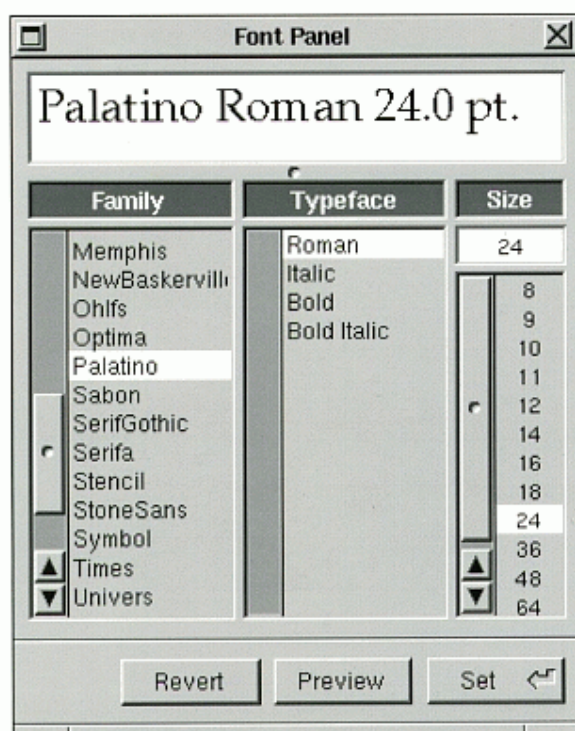 Font Panel
Palatino Roman 24.0 pt.
Family
Memphis
NewBaskerville
Ohlfs
Optima
Palatino
Sabon
SerifGothic
Serifa
Stencil
StoneSans
Symbol
Times
Univers
Typeface
Roman
Italic
Bold
Bold Italic
Size
24
8
9
10
11
12
14
16
18
24
36
48
64
Revert
Preview
Set